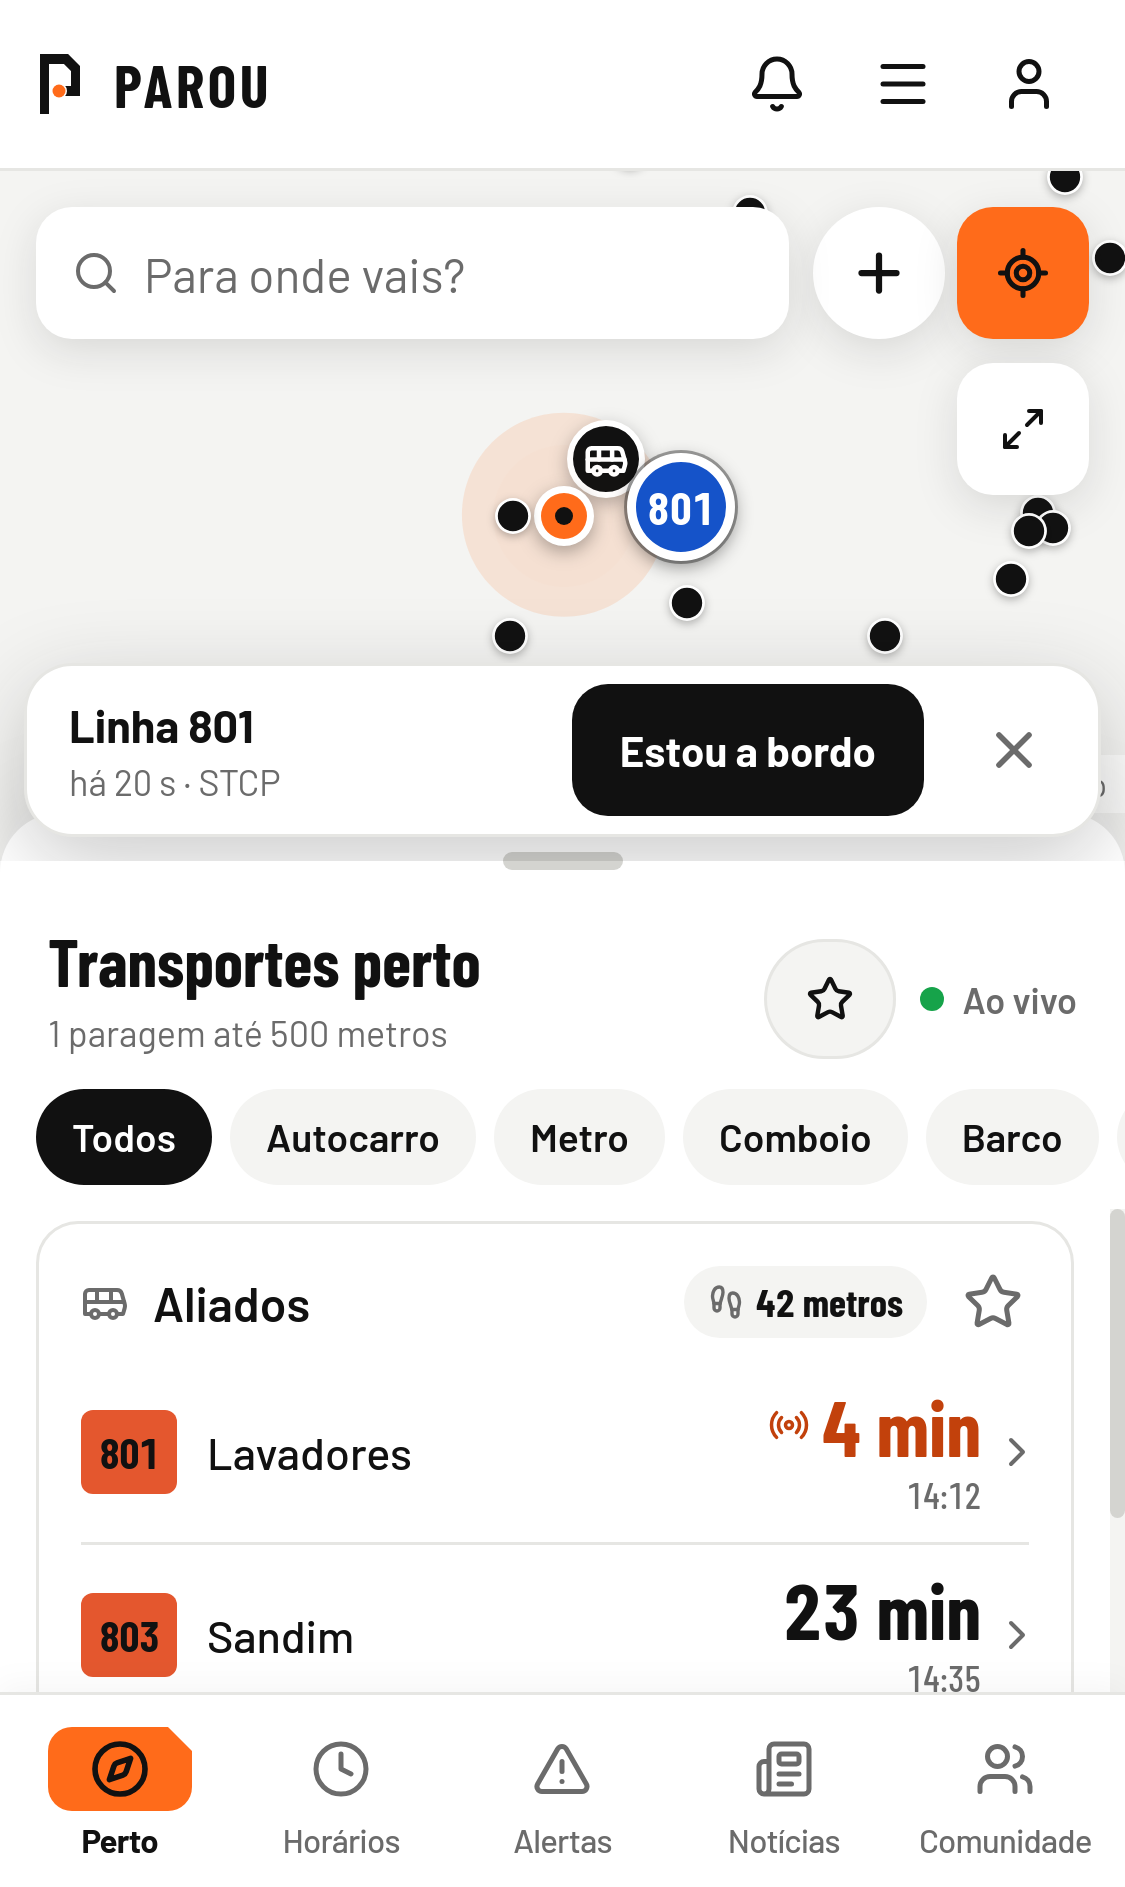 PAROU
Para onde vais?
801
Linha 801
há 20 s · STCP
Estou a bordo
Transportes perto
1 paragem até 500 metros
Ao vivo
Todos
Autocarro
Metro
Comboio
Barco
Aliados
42 metros
801
Lavadores
4 min
14:12
803
Sandim
23 min
14:35
Perto
Horários
Alertas
Notícias
Comunidade